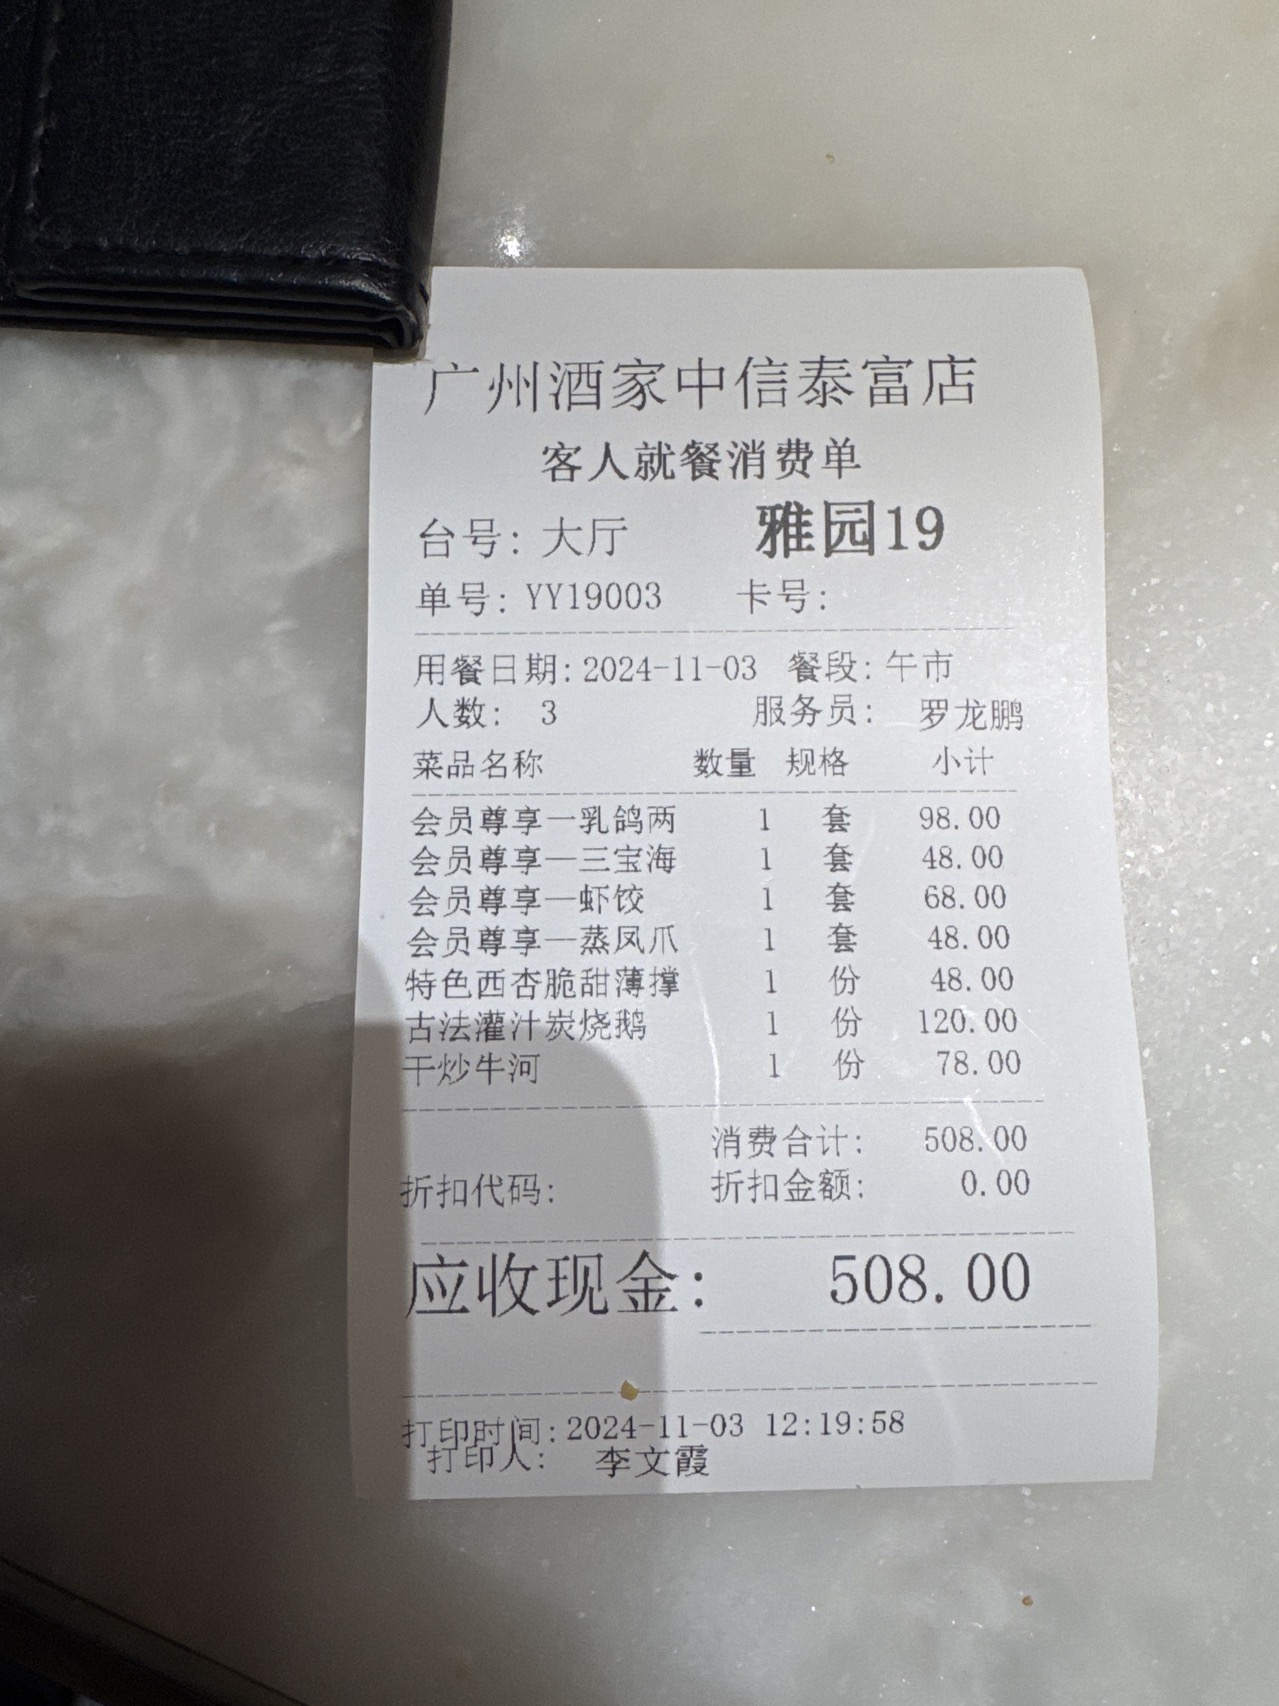 广州酒家中信泰富店
客人就餐消费单
台号: 大厅 雅园19
单号: YY19003 卡号:
用餐日期: 2024-11-03 餐段: 午市
人数: 3 服务员: 罗龙鹏
菜品名称 数量 规格 小计
会员尊享—乳鸽两 1 套 98.00
会员尊享—三宝海 1 套 48.00
会员尊享—虾饺 1 套 68.00
会员尊享—蒸凤爪 1 套 48.00
特色西杏脆甜薄撑 1 份 48.00
古法灌汁炭烧鹅 1 份 120.00
干炒牛河 1 份 78.00
消费合计: 508.00
折扣代码: 折扣金额: 0.00
应收现金: 508.00
打印时间: 2024-11-03 12:19:58
打印人: 李文霞